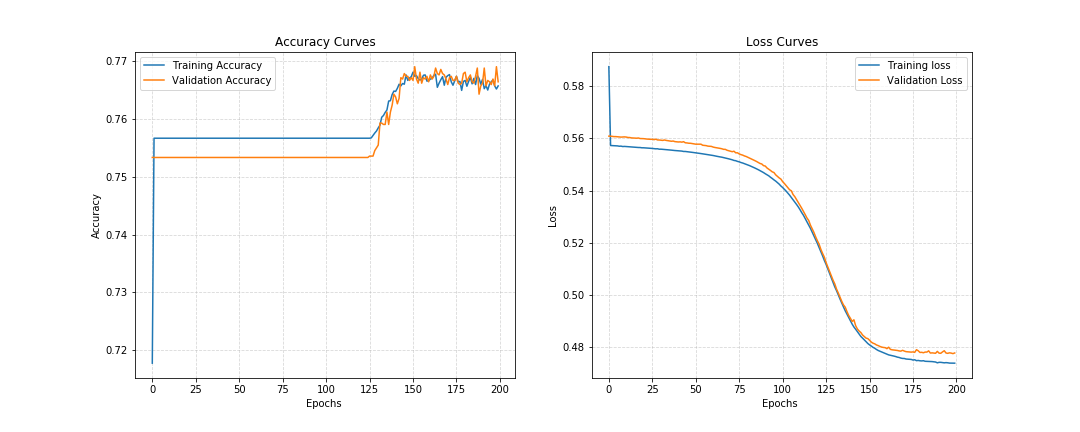 Accuracy Curves
Training Accuracy
Validation Accuracy
0.77
0.76
0.75
0.74
0.73
0.72
Accuracy
0 25 50 75 100 125 150 175 200
Epochs
Loss Curves
Training loss
Validation Loss
0.58
0.56
0.54
0.52
0.50
0.48
Loss
0 25 50 75 100 125 150 175 200
Epochs